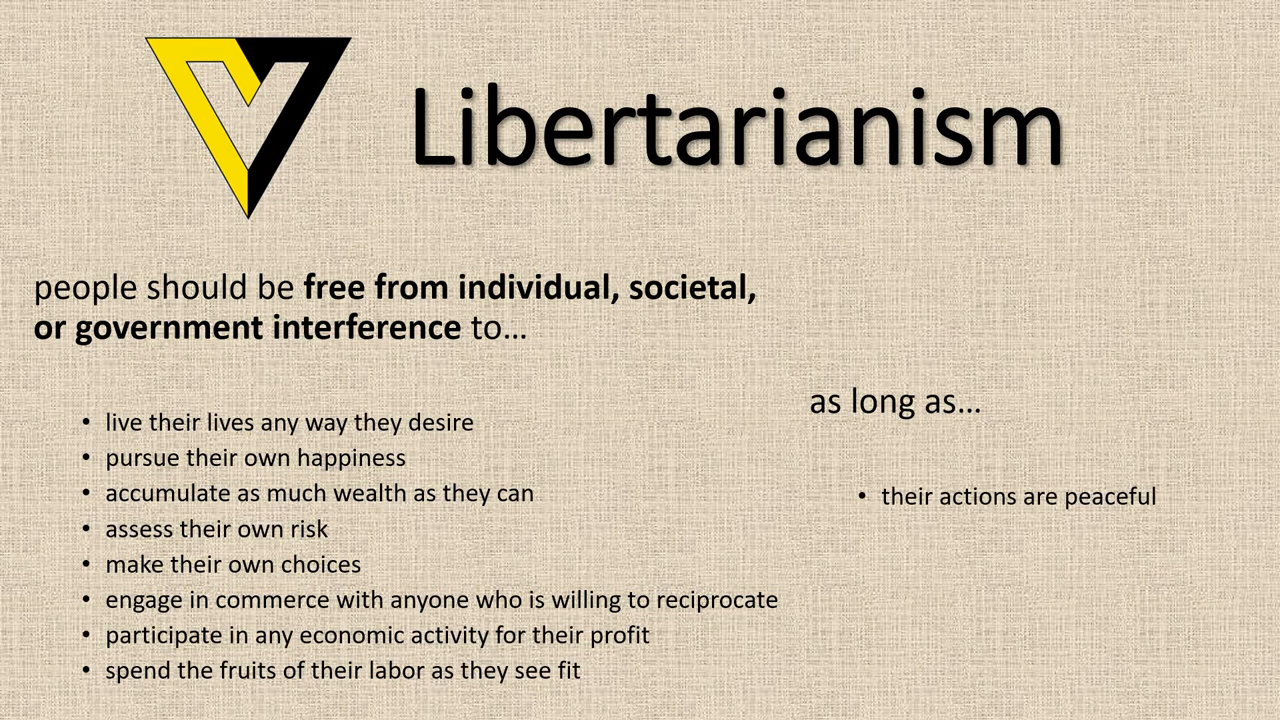 Libertarianism
people should be free from individual, societal,
or government interference to...
• live their lives any way they desire
• pursue their own happiness
• accumulate as much wealth as they can
• assess their own risk
• make their own choices
• engage in commerce with anyone who is willing to reciprocate
• participate in any economic activity for their profit
• spend the fruits of their labor as they see fit
as long as...
• their actions are peaceful